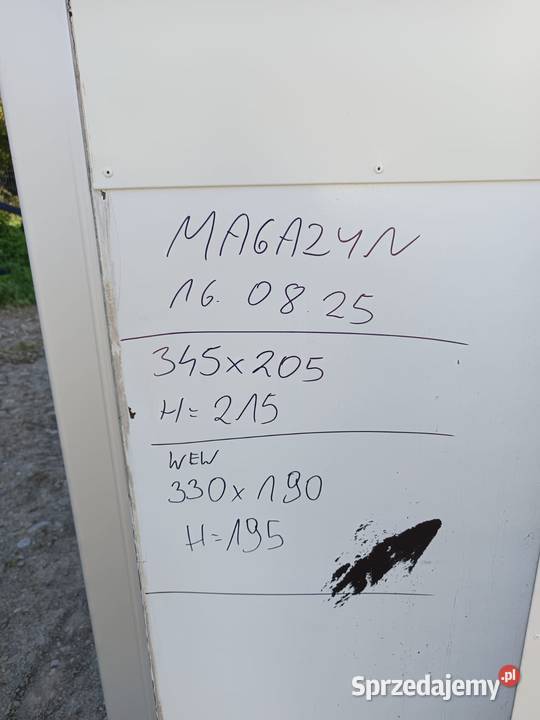 MAGAZYN
16.08.25
345x205
H=215
WEW
330x190
H=195
Sprzedajemy.pl